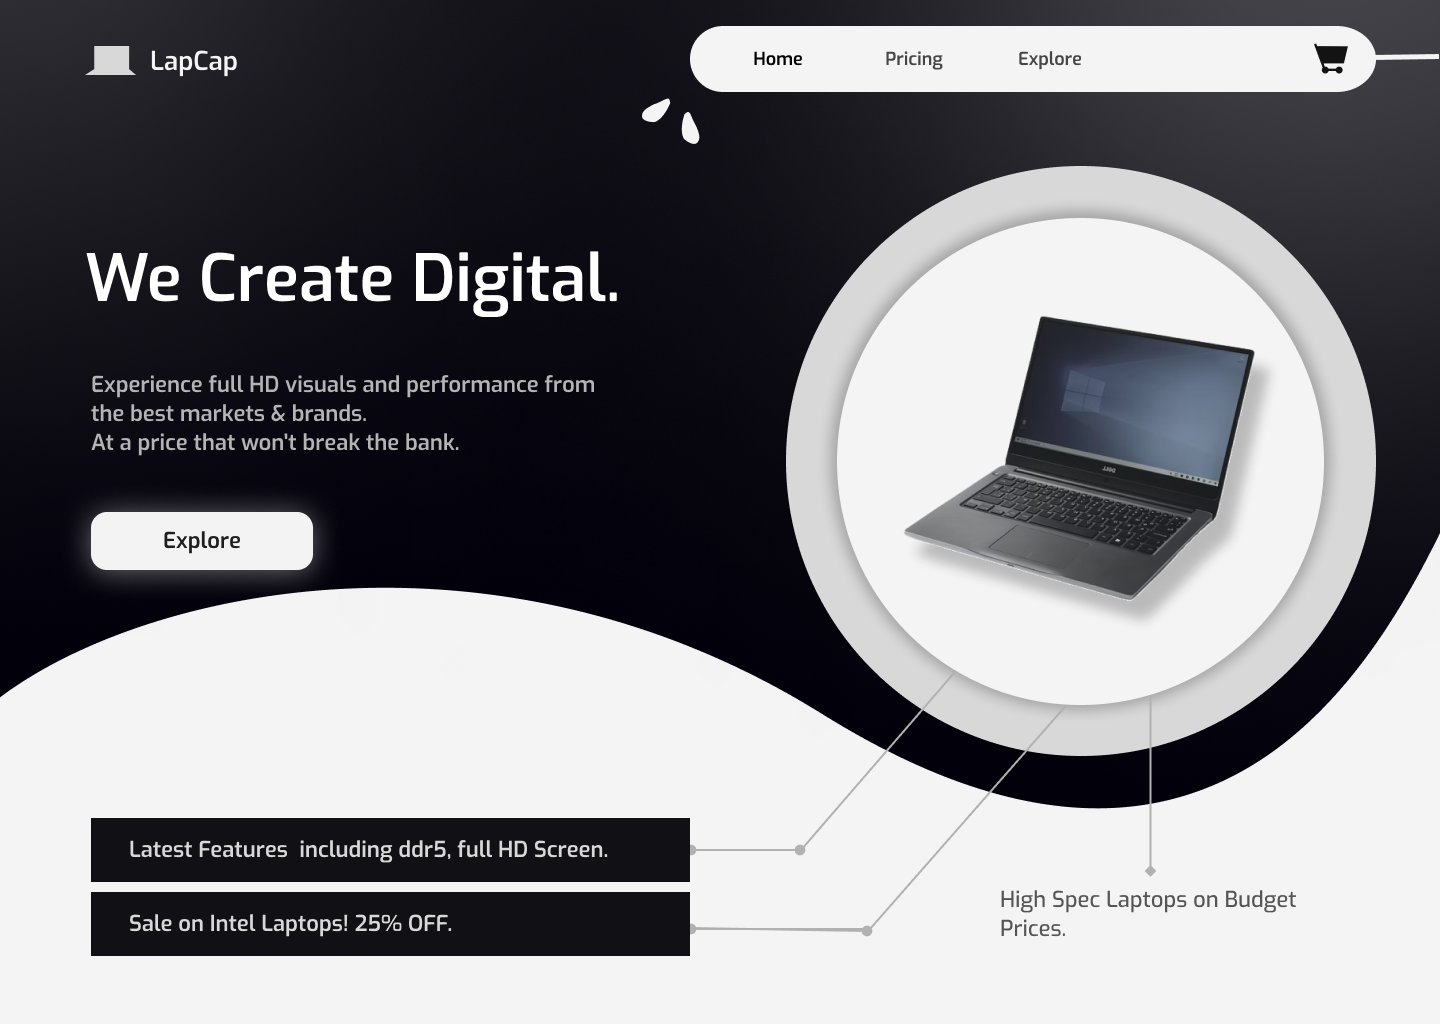 LapCap
Home
Pricing
Explore
We Create Digital.
Experience full HD visuals and performance from
the best markets & brands.
At a price that won't break the bank.
Explore
DELL
Latest Features  including ddr5, full HD Screen.
Sale on Intel Laptops! 25% OFF.
High Spec Laptops on Budget
Prices.